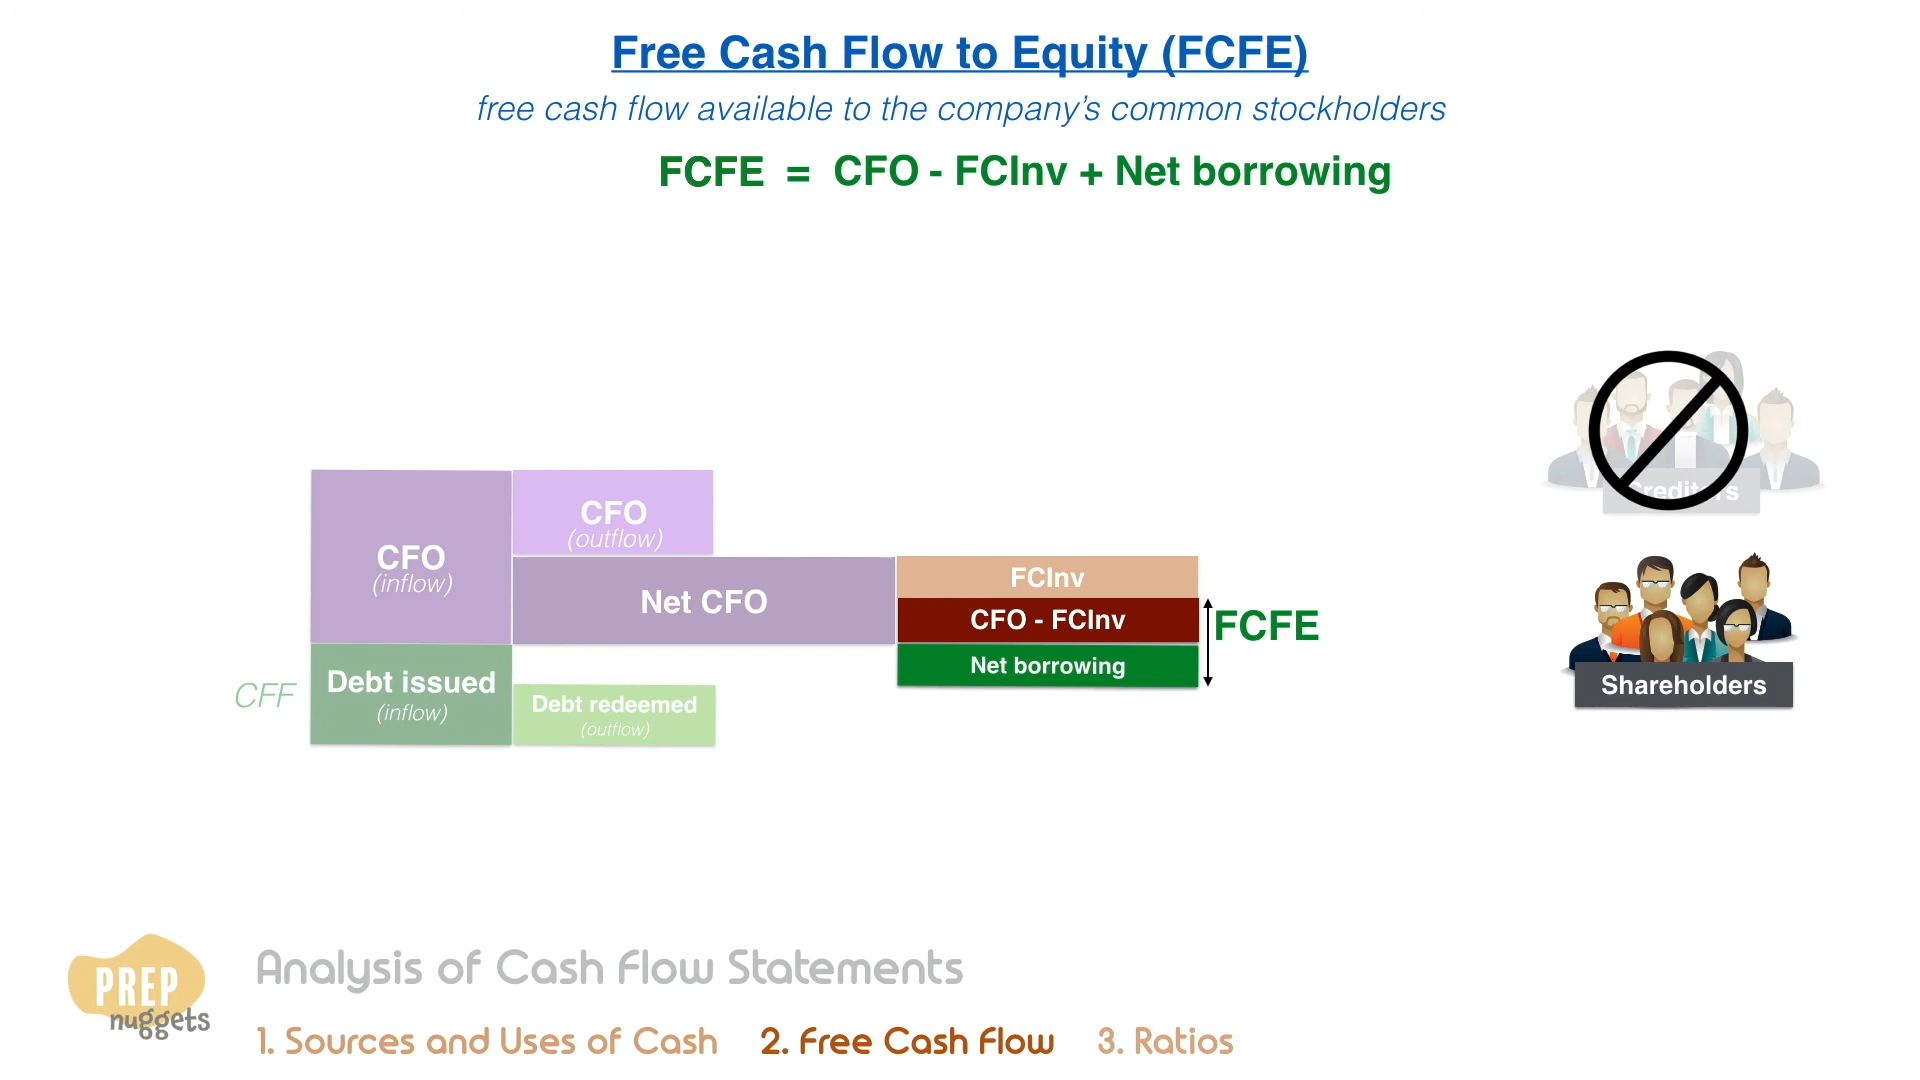 Free Cash Flow to Equity (FCFE)
free cash flow available to the company's common stockholders
FCFE = CFO - FCInv + Net borrowing
Creditors
CFO
(outflow)
CFO
(inflow)
Net CFO
FCInv
CFO - FCInv
Net borrowing
FCFE
Shareholders
CFF
Debt issued
(inflow)
Debt redeemed
(outflow)
PREP
nuggets
Analysis of Cash Flow Statements
1. Sources and Uses of Cash 2. Free Cash Flow 3. Ratios